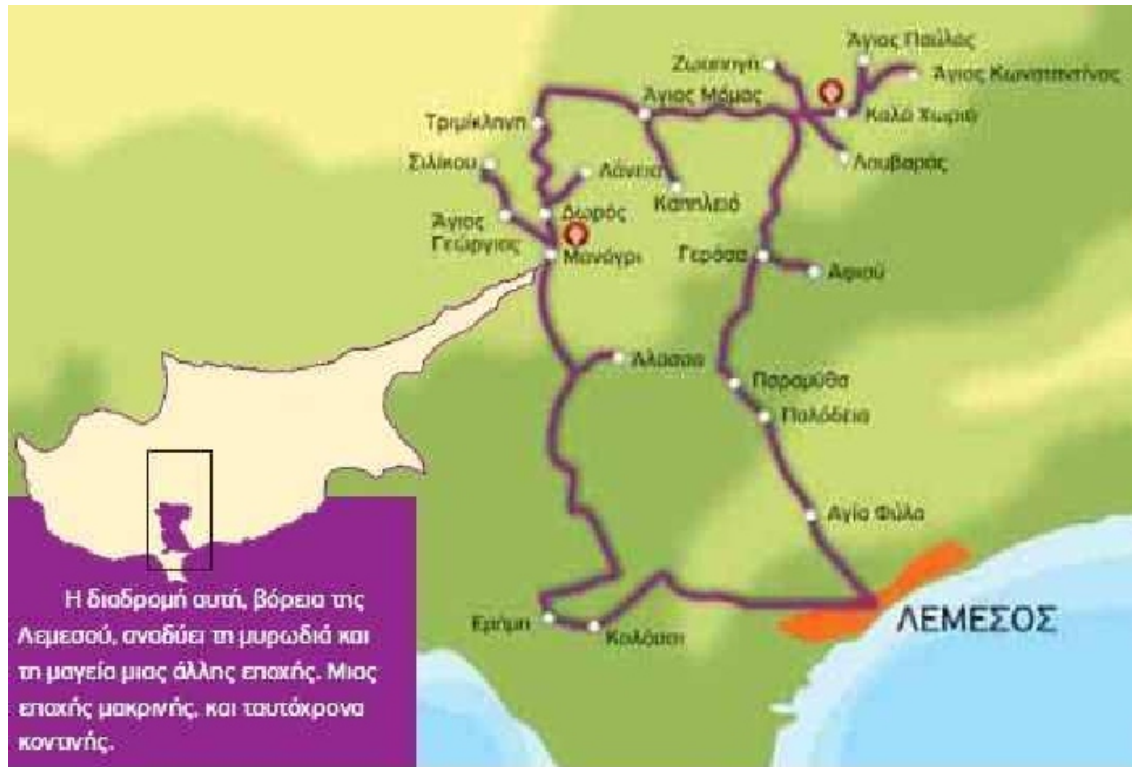 Άγιος Παύλος
Ζωοπηγή
Άγιος Κωνσταντίνος
Άγιος Μάμας
Καλό Χωριό
Τριμίκληνη
Σιλίκου
Λάνεια
Λουβαράς
Καπηλειό
Δωρός
Άγιος
Γεώργιος
Μονάγρι
Γεράσα
Αψιού
Άλασσα
Παραμύθα
Παλόδεια
Αγία Φύλα
Ερήμη
Κολόσσι
ΛΕΜΕΣΟΣ
Η διαδρομή αυτή, βόρεια της
Λεμεσού, αναδύει τη μυρωδιά και
τη μαγεία μιας άλλης εποχής. Μιας
εποχής μακρινής, και ταυτόχρονα
κοντινής.